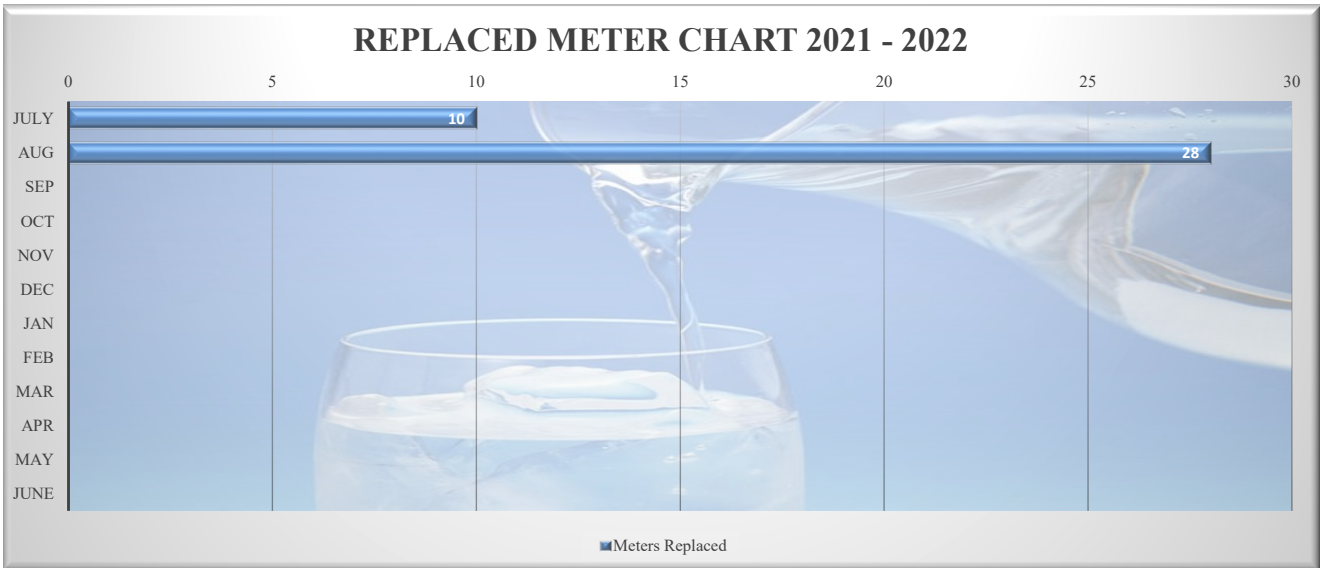 REPLACED METER CHART 2021 - 2022
0 5 10 15 20 25 30
JULY 10
AUG 28
SEP
OCT
NOV
DEC
JAN
FEB
MAR
APR
MAY
JUNE
Meters Replaced